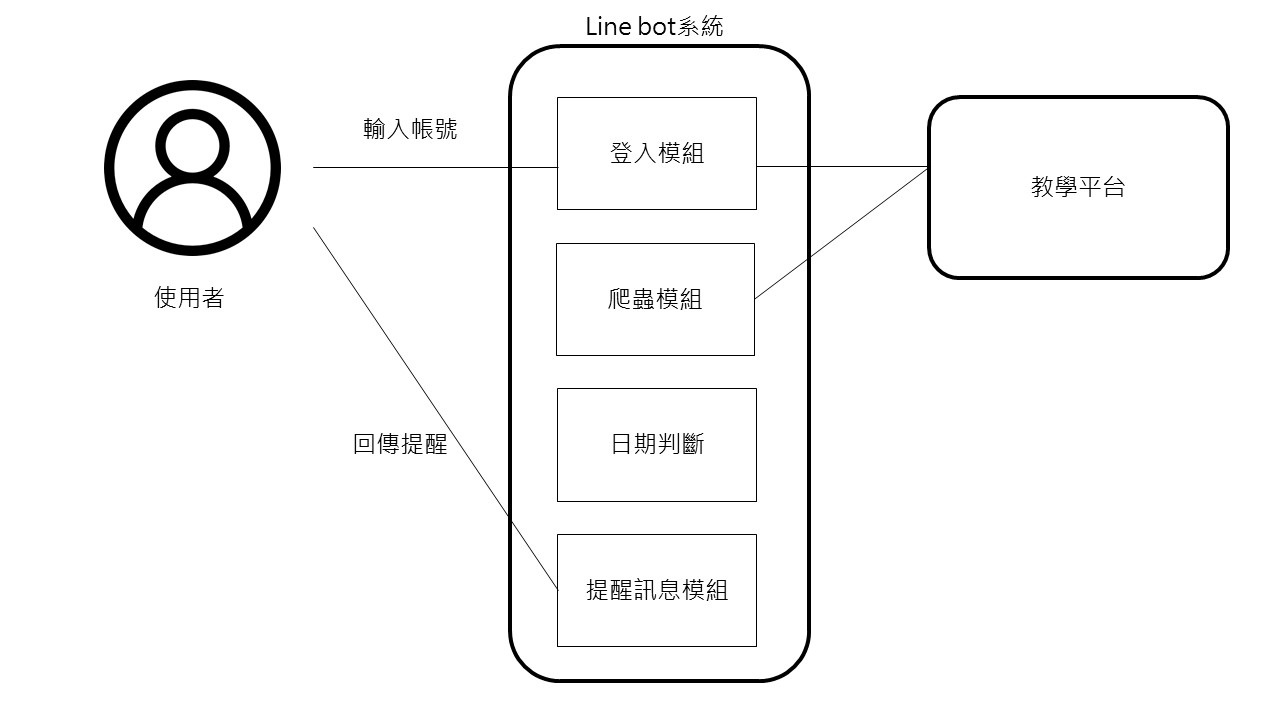 Line bot系統
輸入帳號
登入模組
教學平台
使用者
爬蟲模組
回傳提醒
日期判斷
提醒訊息模組